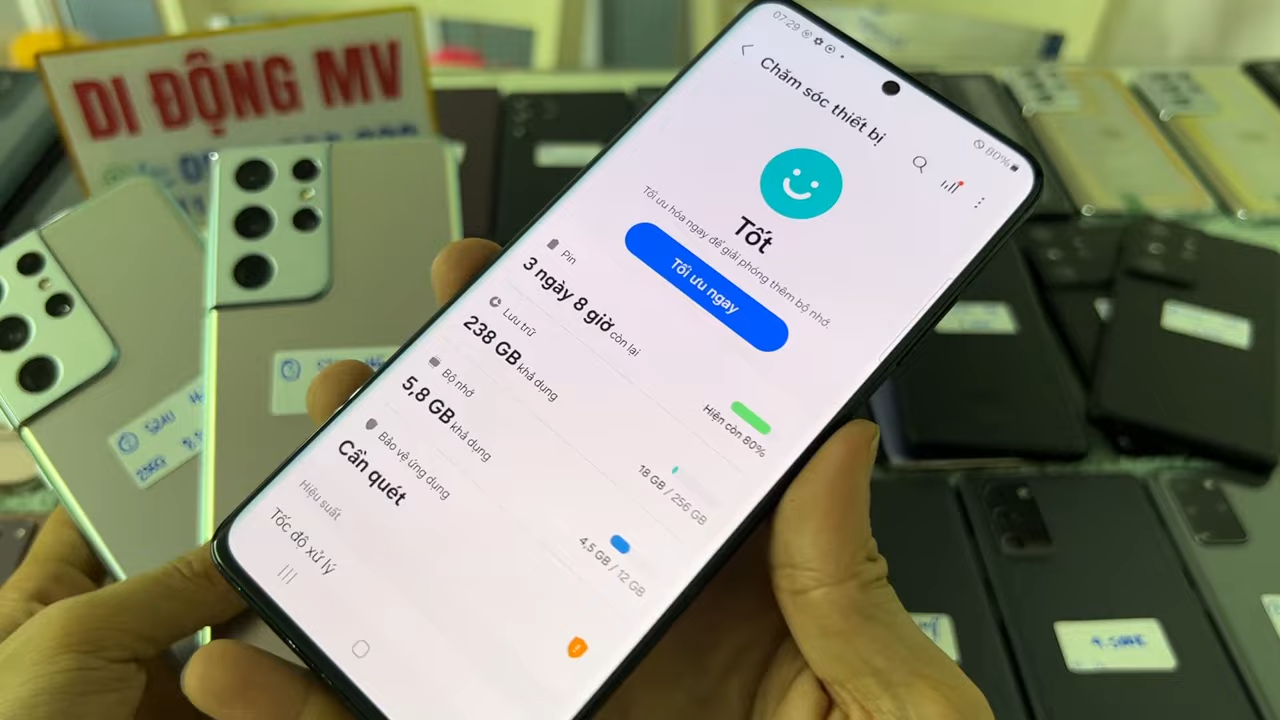 DI ĐỘNG MV
07:29
80%
Chăm sóc thiết bị
Tốt
Tối ưu hóa ngay để giải phóng thêm bộ nhớ.
Tối ưu ngay
Pin
3 ngày 8 giờ còn lại
Hiện còn 80%
Lưu trữ
238 GB khả dụng
18 GB / 256 GB
Bộ nhớ
5,8 GB khả dụng
4,5 GB / 12 GB
Bảo vệ ứng dụng
Cần quét
Hiệu suất
Tốc độ xử lý
S21U
256G